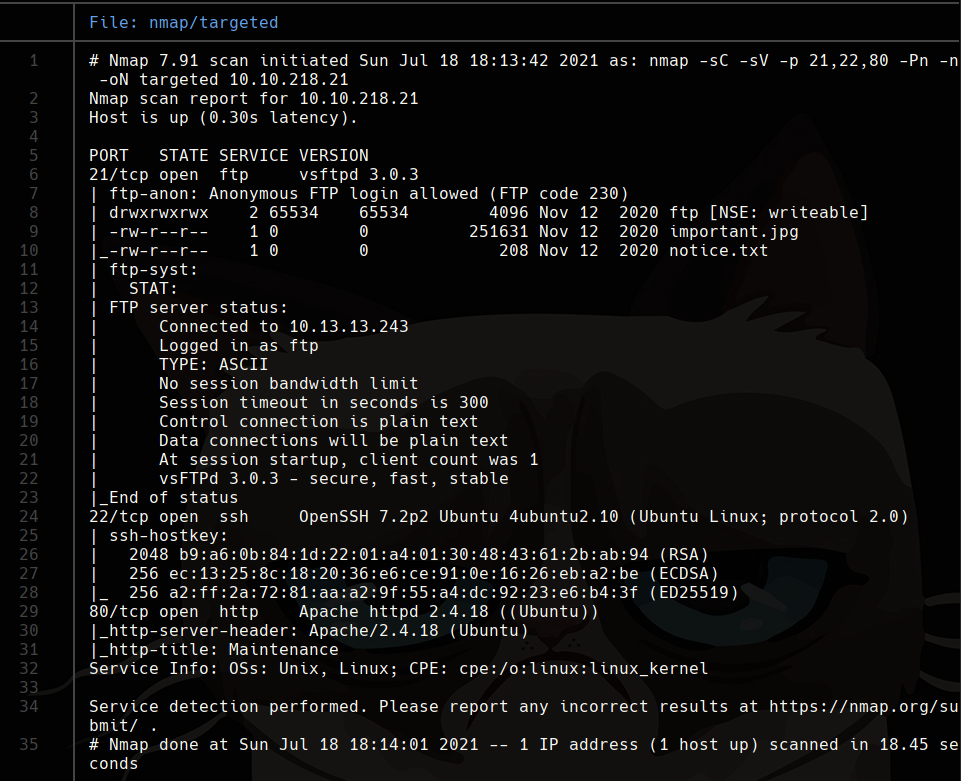 File: nmap/targeted
1 # Nmap 7.91 scan initiated Sun Jul 18 18:13:42 2021 as: nmap -sC -sV -p 21,22,80 -Pn -n
-oN targeted 10.10.218.21
2 Nmap scan report for 10.10.218.21
3 Host is up (0.30s latency).
4
5 PORT   STATE SERVICE VERSION
6 21/tcp open  ftp     vsftpd 3.0.3
7 | ftp-anon: Anonymous FTP login allowed (FTP code 230)
8 | drwxrwxrwx    2 65534    65534        4096 Nov 12  2020 ftp [NSE: writeable]
9 | -rw-r--r--    1 0        0          251631 Nov 12  2020 important.jpg
10 |_-rw-r--r--    1 0        0             208 Nov 12  2020 notice.txt
11 | ftp-syst:
12 |   STAT:
13 | FTP server status:
14 |      Connected to 10.13.13.243
15 |      Logged in as ftp
16 |      TYPE: ASCII
17 |      No session bandwidth limit
18 |      Session timeout in seconds is 300
19 |      Control connection is plain text
20 |      Data connections will be plain text
21 |      At session startup, client count was 1
22 |      vsFTPd 3.0.3 - secure, fast, stable
23 |_End of status
24 22/tcp open  ssh     OpenSSH 7.2p2 Ubuntu 4ubuntu2.10 (Ubuntu Linux; protocol 2.0)
25 | ssh-hostkey:
26 |   2048 b9:a6:0b:84:1d:22:01:a4:01:30:48:43:61:2b:ab:94 (RSA)
27 |   256 ec:13:25:8c:18:20:36:e6:ce:91:0e:16:26:eb:a2:be (ECDSA)
28 |_  256 a2:ff:2a:72:81:aa:a2:9f:55:a4:dc:92:23:e6:b4:3f (ED25519)
29 80/tcp open  http    Apache httpd 2.4.18 ((Ubuntu))
30 |_http-server-header: Apache/2.4.18 (Ubuntu)
31 |_http-title: Maintenance
32 Service Info: OSs: Unix, Linux; CPE: cpe:/o:linux:linux_kernel
33
34 Service detection performed. Please report any incorrect results at https://nmap.org/su
bmit/ .
35 # Nmap done at Sun Jul 18 18:14:01 2021 -- 1 IP address (1 host up) scanned in 18.45 se
conds